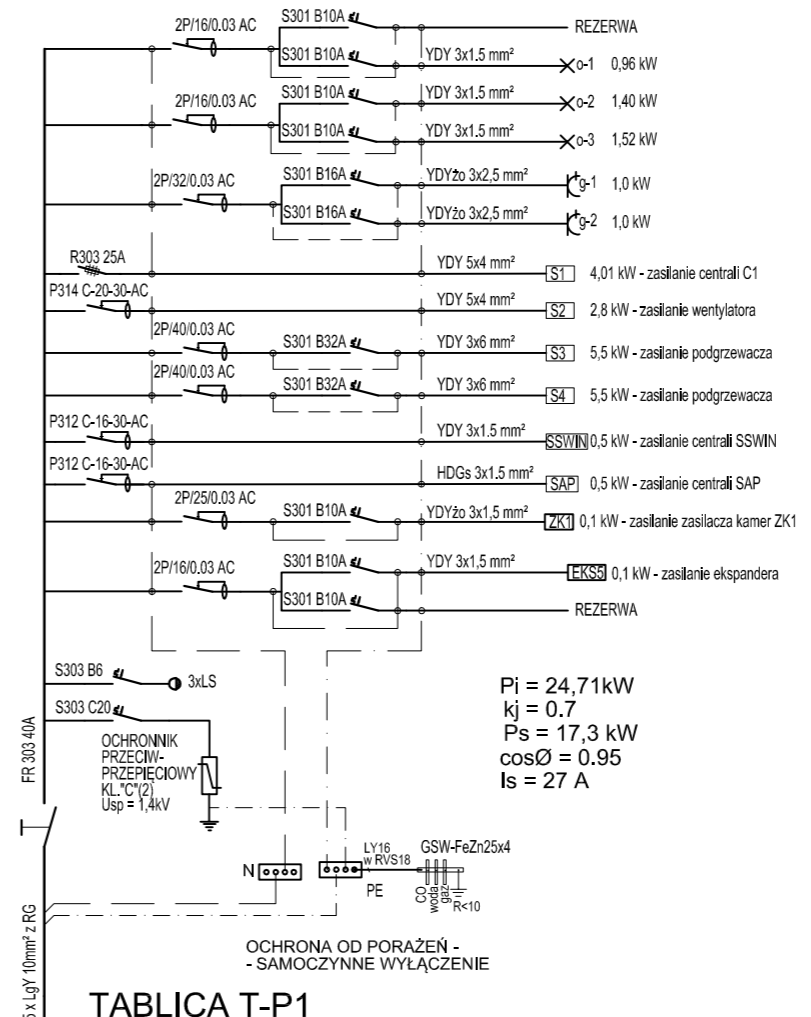 2P/16/0.03 AC
S301 B10A
REZERWA
S301 B10A
YDY 3x1.5 mm²
o-1 0,96 kW
2P/16/0.03 AC
S301 B10A
YDY 3x1.5 mm²
o-2 1,40 kW
S301 B10A
YDY 3x1.5 mm²
o-3 1,52 kW
2P/32/0.03 AC
S301 B16A
YDYżo 3x2,5 mm²
g-1 1,0 kW
S301 B16A
YDYżo 3x2,5 mm²
g-2 1,0 kW
R303 25A
YDY 5x4 mm²
S1 4,01 kW - zasilanie centrali C1
P314 C-20-30-AC
YDY 5x4 mm²
S2 2,8 kW - zasilanie wentylatora
2P/40/0.03 AC
S301 B32A
YDY 3x6 mm²
S3 5,5 kW - zasilanie podgrzewacza
2P/40/0.03 AC
S301 B32A
YDY 3x6 mm²
S4 5,5 kW - zasilanie podgrzewacza
P312 C-16-30-AC
YDY 3x1.5 mm²
SSWIN 0,5 kW - zasilanie centrali SSWIN
P312 C-16-30-AC
HDGs 3x1.5 mm²
SAP 0,5 kW - zasilanie centrali SAP
2P/25/0.03 AC
S301 B10A
YDYżo 3x1,5 mm²
ZK1 0,1 kW - zasilanie zasilacza kamer ZK1
2P/16/0.03 AC
S301 B10A
YDY 3x1,5 mm²
EKS5 0,1 kW - zasilanie ekspandera
S301 B10A
REZERWA
S303 B6
3xLS
S303 C20
OCHRONNIK
PRZECIW-
PRZEPIĘCIOWY
KL."C"(2)
Usp = 1,4kV
FR 303 40A
Pi = 24,71kW
kj = 0.7
Ps = 17,3 kW
cosØ = 0.95
Is = 27 A
N
PE
LY16
w RVS18
GSW-FeZn25x4
CO
woda
gaz
R<10
OCHRONA OD PORAŻEŃ -
- SAMOCZYNNE WYŁĄCZENIE
x LgY 10mm² z RG
TABLICA T-P1